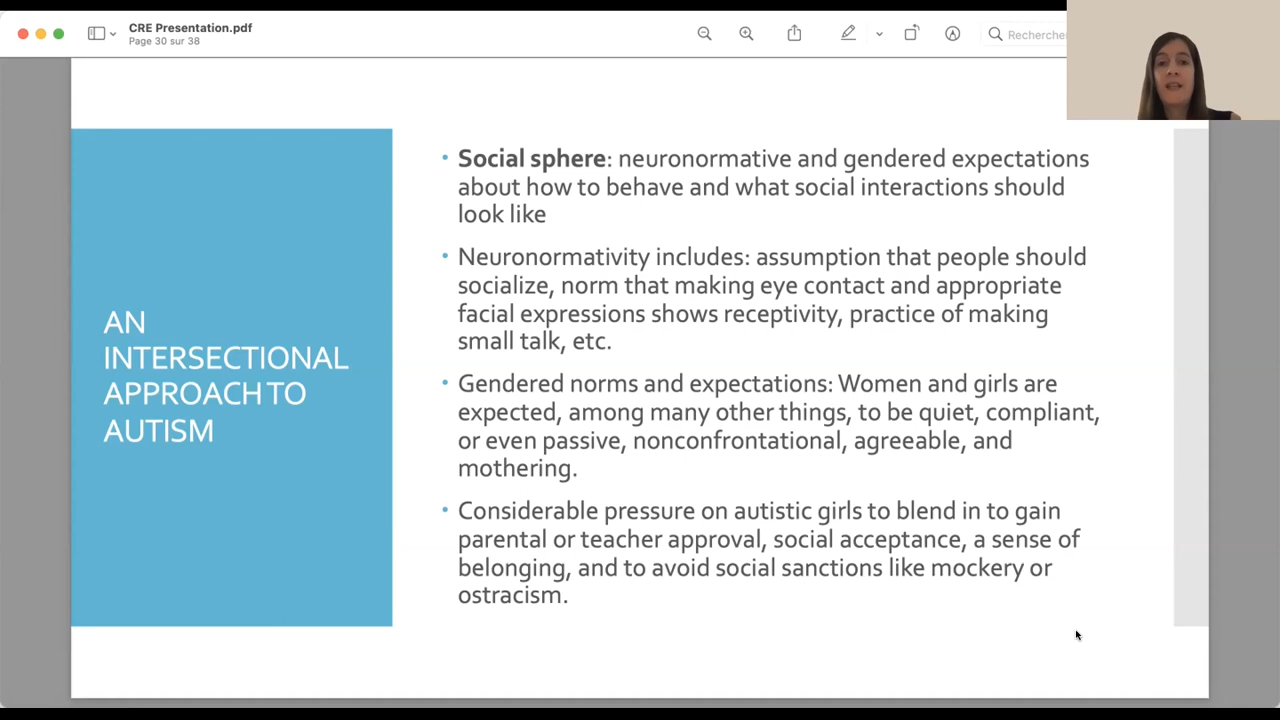 CRE Presentation.pdf
Page 30 sur 38
Recherche
AN
INTERSECTIONAL
APPROACH TO
AUTISM
• Social sphere: neuronormative and gendered expectations
about how to behave and what social interactions should
look like
• Neuronormativity includes: assumption that people should
socialize, norm that making eye contact and appropriate
facial expressions shows receptivity, practice of making
small talk, etc.
• Gendered norms and expectations: Women and girls are
expected, among many other things, to be quiet, compliant,
or even passive, nonconfrontational, agreeable, and
mothering.
• Considerable pressure on autistic girls to blend in to gain
parental or teacher approval, social acceptance, a sense of
belonging, and to avoid social sanctions like mockery or
ostracism.